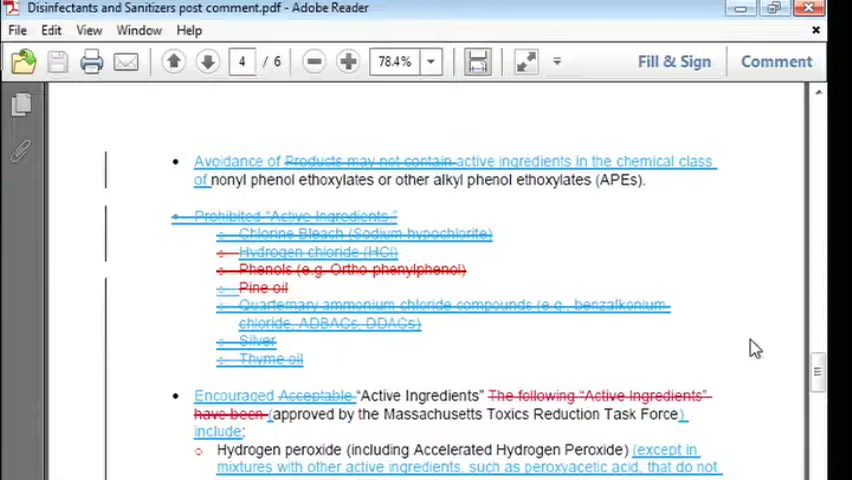 Disinfectants and Sanitizers post comment.pdf - Adobe Reader
File Edit View Window Help
4 / 6 78.4% Fill & Sign Comment
• Avoidance of Products may not contain active ingredients in the chemical class
of nonyl phenol ethoxylates or other alkyl phenol ethoxylates (APEs).
• Prohibited "Active Ingredients."
○ Chlorine Bleach (Sodium hypochlorite)
○ Hydrogen chloride (HCl)
○ Phenols (e.g. Ortho-phenylphenol)
○ Pine oil
○ Quarternary ammonium chloride compounds (e.g., benzalkonium
chloride, ADBACs, DDACs)
○ Silver
○ Thyme oil
• Encouraged Acceptable "Active Ingredients" The following "Active Ingredients"
have been (approved by the Massachusetts Toxics Reduction Task Force),
include:
○ Hydrogen peroxide (including Accelerated Hydrogen Peroxide) (except in
mixtures with other active ingredients, such as peroxyacetic acid, that do not